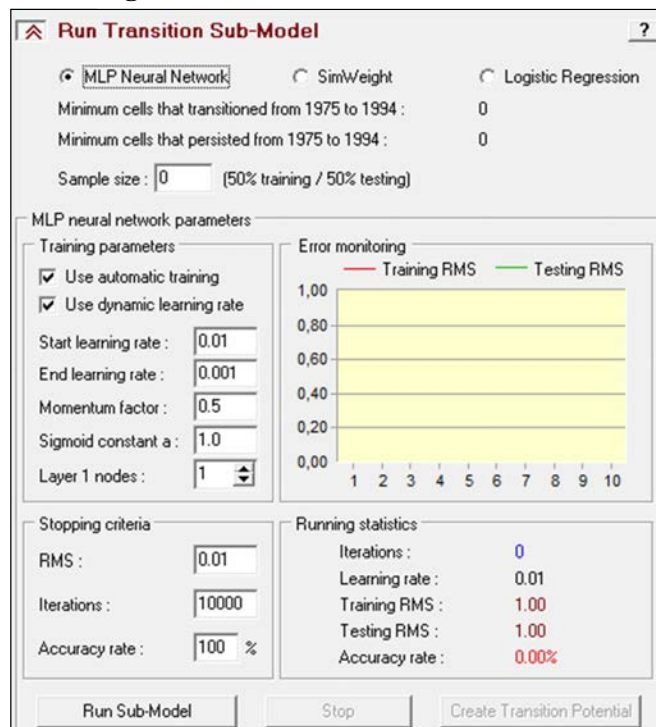 Run Transition Sub-Model ?
MLP Neural Network SimWeight Logistic Regression
Minimum cells that transitioned from 1975 to 1994 : 0
Minimum cells that persisted from 1975 to 1994 : 0
Sample size : 0 (50% training / 50% testing)
MLP neural network parameters
Training parameters
Use automatic training
Use dynamic learning rate
Start learning rate : 0.01
End learning rate : 0.001
Momentum factor : 0.5
Sigmoid constant a : 1.0
Layer 1 nodes : 1
Error monitoring
Training RMS Testing RMS
1,00
0,80
0,60
0,40
0,20
0,00
1 2 3 4 5 6 7 8 9 10
Stopping criteria
RMS : 0.01
Iterations : 10000
Accuracy rate : 100 %
Running statistics
Iterations : 0
Learning rate : 0.01
Training RMS : 1.00
Testing RMS : 1.00
Accuracy rate : 0.00%
Run Sub-Model Stop Create Transition Potential